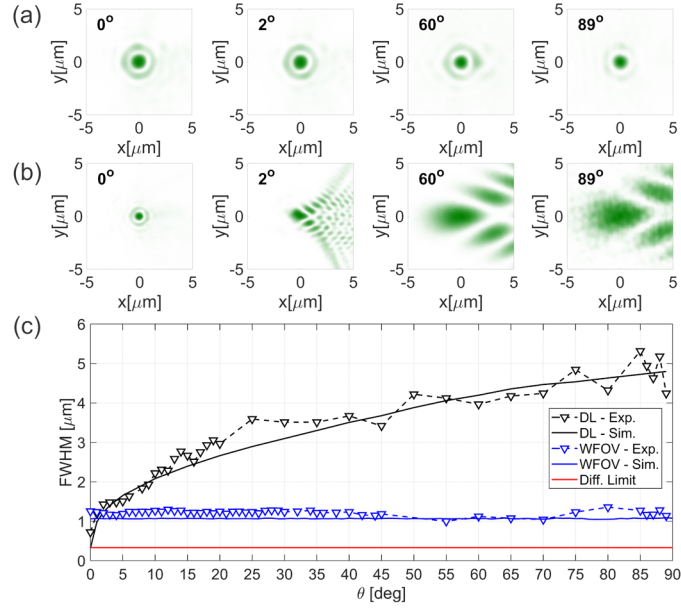 (a)
0° 2° 60° 89°
5 5 5 5
y[μm] y[μm] y[μm] y[μm]
0 0 0 0
-5 -5 -5 -5
-5 0 5 -5 0 5 -5 0 5 -5 0 5
x[μm] x[μm] x[μm] x[μm]
(b)
0° 2° 60° 89°
5 5 5 5
y[μm] y[μm] y[μm] y[μm]
0 0 0 0
-5 -5 -5 -5
-5 0 5 -5 0 5 -5 0 5 -5 0 5
x[μm] x[μm] x[μm] x[μm]
(c)
6
5
4
3
2
1
0
FWHM [μm]
DL - Exp.
DL - Sim.
WFOV - Exp.
WFOV - Sim.
Diff. Limit
0 5 10 15 20 25 30 35 40 45 50 55 60 65 70 75 80 85 90
θ [deg]